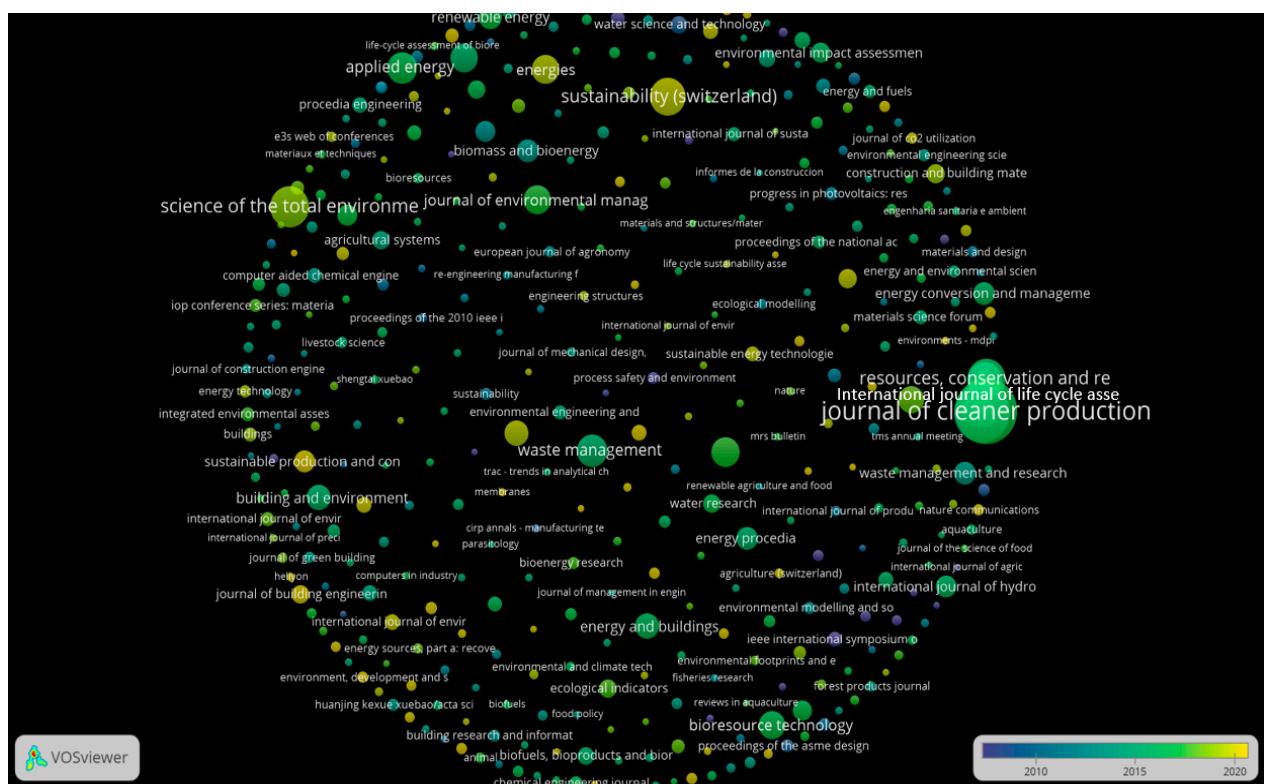 renewable energy
water science and technology
life-cycle assessment of biore
environmental impact assessmen
applied energy
energies
sustainability (switzerland)
energy and fuels
procedia engineering
e3s web of conferences
international journal of susta
journal of co2 utilization
materiaux et techniques
biomass and bioenergy
environmental engineering scie
bioresources
informes de la construccion
construction and building mate
progress in photovoltaics: res
science of the total environme
journal of environmental manag
engenharia sanitaria e ambient
materials and structures/mater
agricultural systems
proceedings of the national ac
european journal of agronomy
materials and design
life cycle sustainability asse
computer aided chemical engine
re-engineering manufacturing f
energy and environmental scien
engineering structures
energy conversion and manageme
iop conference series: materia
ecological modelling
proceedings of the 2010 ieee i
materials science forum
international journal of envir
livestock science
environments - mdpi
journal of mechanical design,
sustainable energy technologie
journal of construction engine
shengtai xuebao
process safety and environment
resources, conservation and re
energy technology
sustainability
nature
International journal of life cycle asse
integrated environmental asses
environmental engineering and
journal of cleaner production
buildings
mrs bulletin
tms annual meeting
waste management
sustainable production and con
trac - trends in analytical ch
waste management and research
membranes
renewable agriculture and food
building and environment
water research
international journal of produ
nature communications
international journal of envir
cirp annals - manufacturing te
aquaculture
international journal of preci
parasitology
energy procedia
journal of the science of food
journal of green building
bioenergy research
international journal of agric
helyon
computers in industry
agriculture (switzerland)
journal of building engineerin
journal of management in engin
international journal of hydro
international journal of envir
energy and buildings
environmental modelling and so
ieee international symposium o
energy sources, part a: recove
environmental and climate tech
environmental footprints and e
environment, development and s
ecological indicators
fisheries research
forest products journal
huanjing kexue xuebao/acta sci
biofuels
food policy
reviews in aquaculture
bioresource technology
building research and informat
proceedings of the asme design
animal
biofuels, bioproducts and bior
chemical engineering journal
VOSviewer
2010
2015
2020